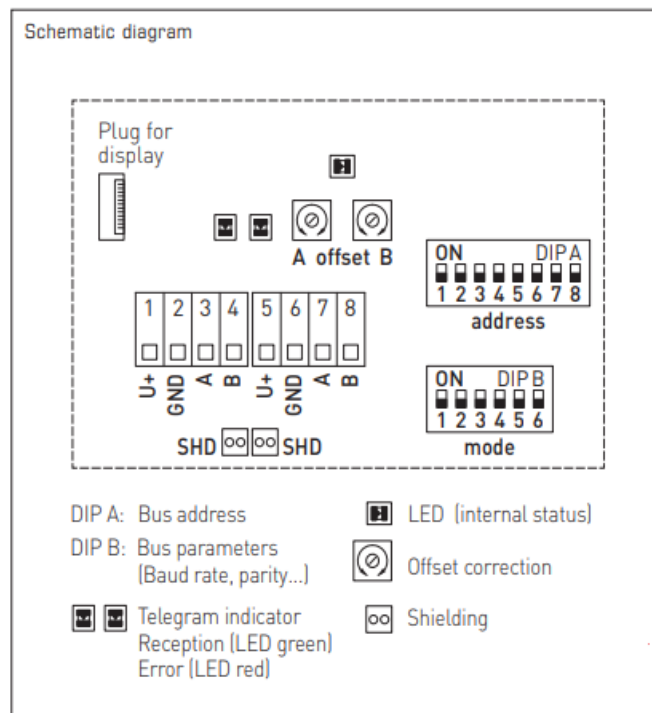 Schematic diagram
Plug for
display
A offset B
ON DIP A
1 2 3 4 5 6 7 8
address
1 2 3 4 5 6 7 8
U+ GND A B U+ GND A B
ON DIP B
1 2 3 4 5 6
mode
SHD SHD
DIP A: Bus address
DIP B: Bus parameters
(Baud rate, parity...)
Telegram indicator
Reception (LED green)
Error (LED red)
LED (internal status)
Offset correction
Shielding